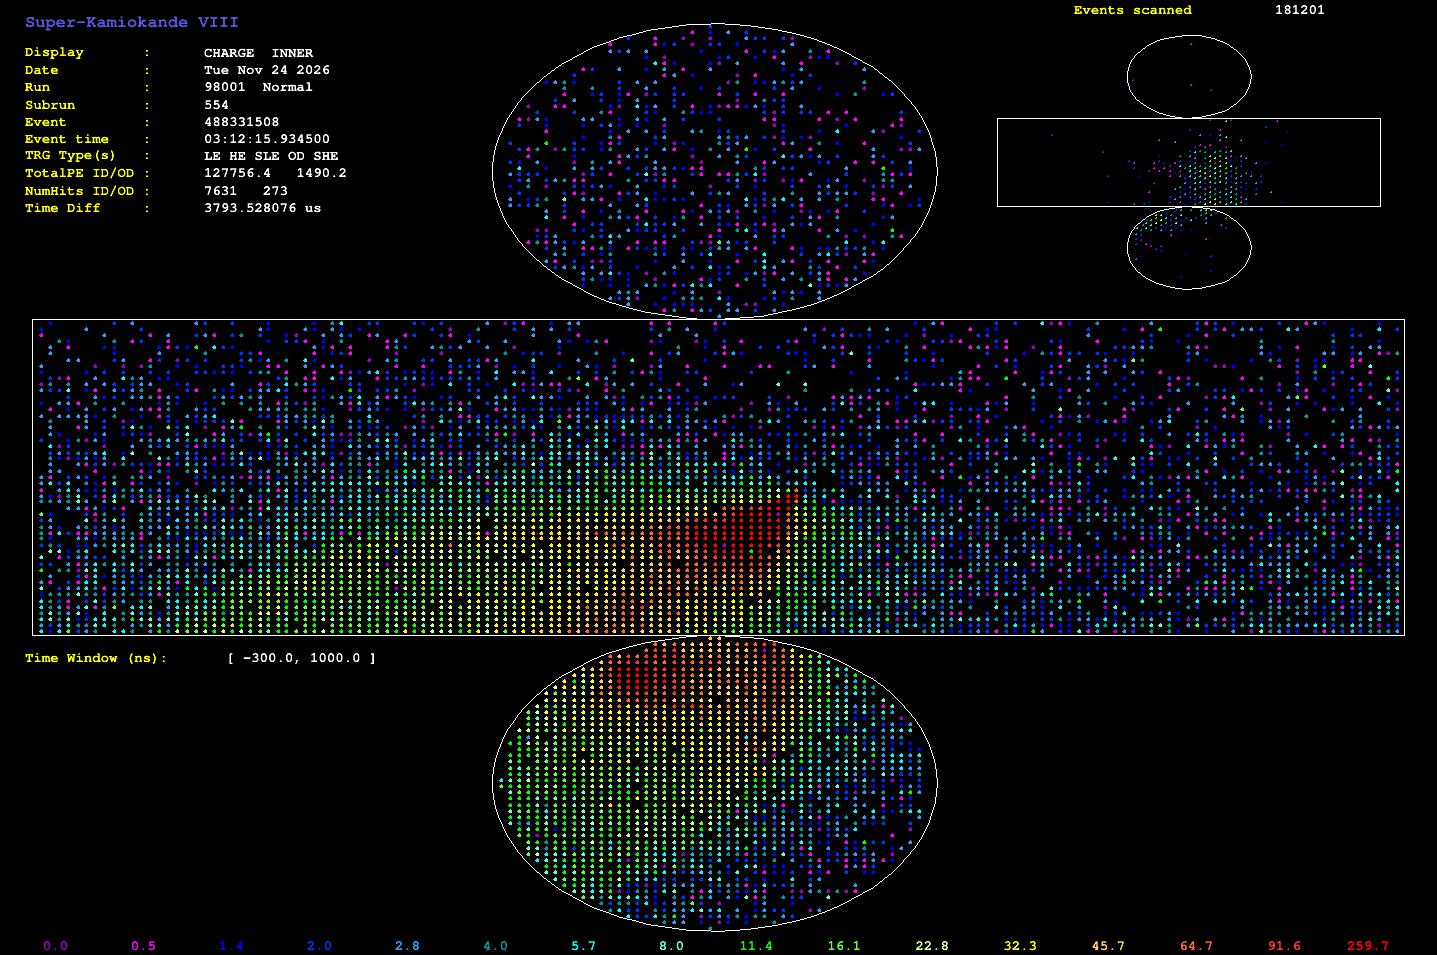 Super-Kamiokande VIII
Events scanned 181201
Display : CHARGE INNER
Date : Tue Nov 24 2026
Run : 98001 Normal
Subrun : 554
Event : 488331508
Event time : 03:12:15.934500
TRG Type(s) : LE HE SLE OD SHE
TotalPE ID/OD : 127756.4 1490.2
NumHits ID/OD : 7631 273
Time Diff : 3793.528076 us
Time Window (ns): [ -300.0, 1000.0 ]
0.0 0.5 1.4 2.0 2.8 4.0 5.7 8.0 11.4 16.1 22.8 32.3 45.7 64.7 91.6 259.7